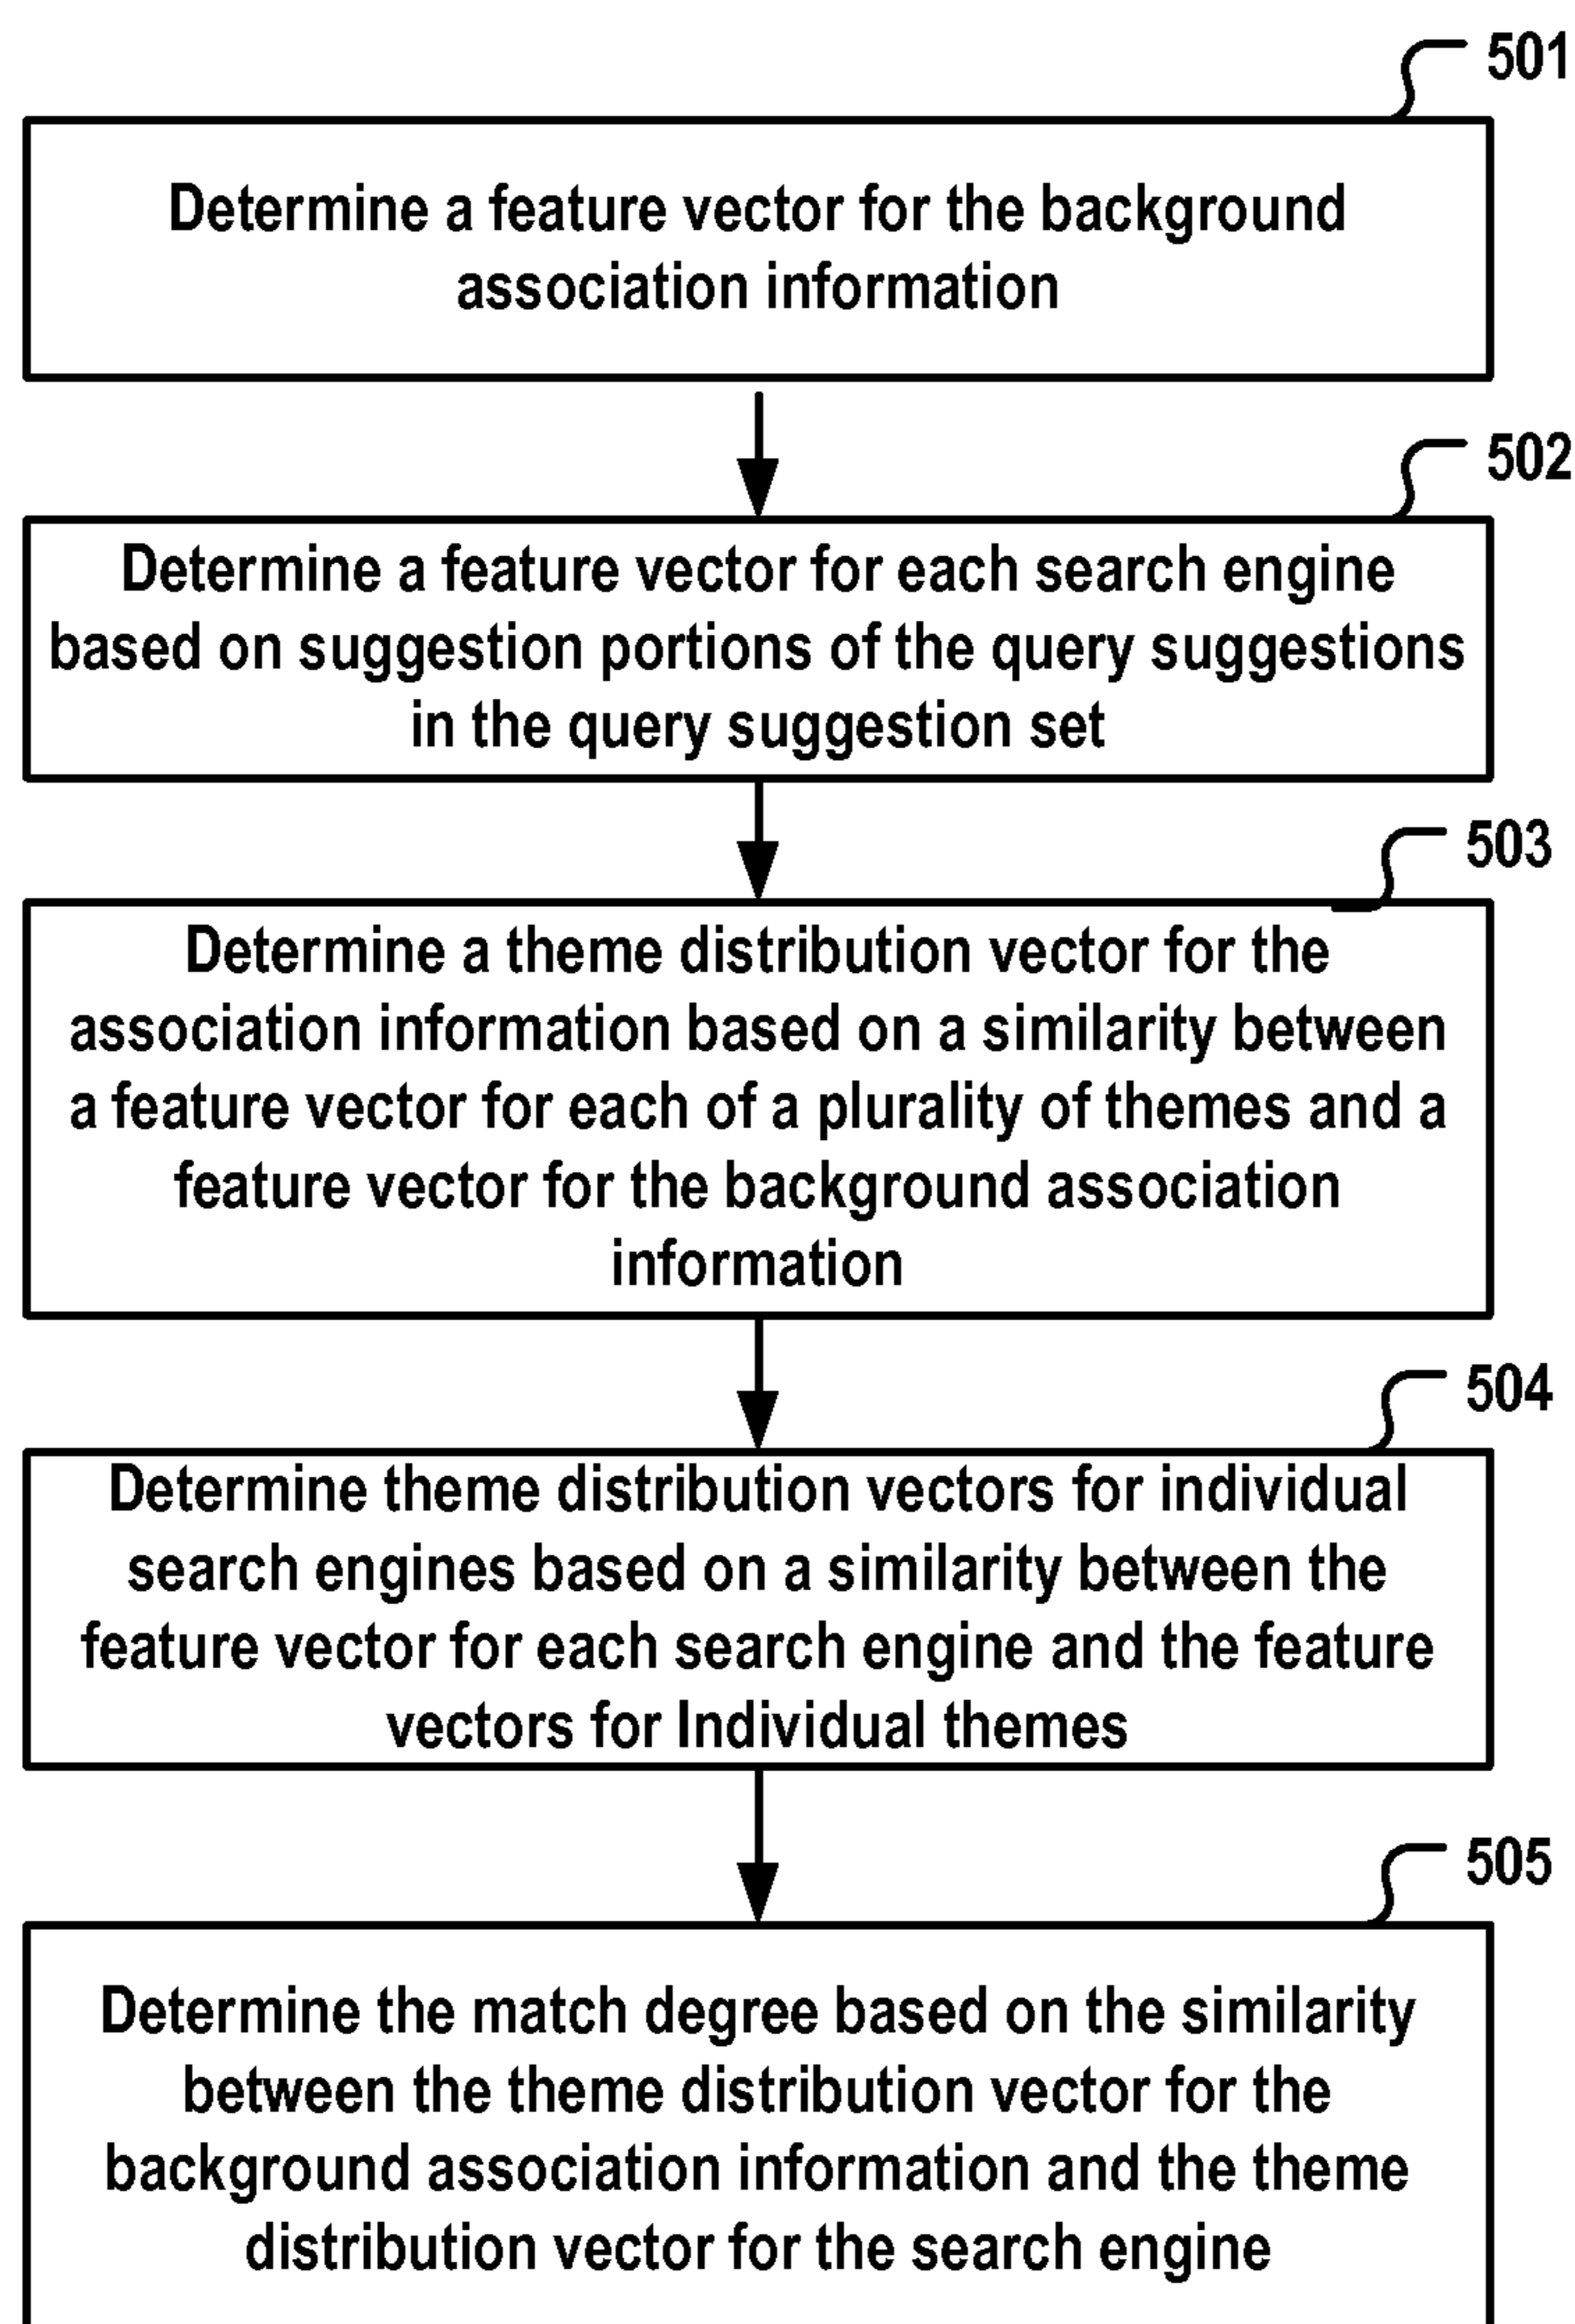 501
Determine a feature vector for the background
association information
502
Determine a feature vector for each search engine
based on suggestion portions of the query suggestions
in the query suggestion set
503
Determine a theme distribution vector for the
association information based on a similarity between
a feature vector for each of a plurality of themes and a
feature vector for the background association
information
504
Determine theme distribution vectors for individual
search engines based on a similarity between the
feature vector for each search engine and the feature
vectors for Individual themes
505
Determine the match degree based on the similarity
between the theme distribution vector for the
background association information and the theme
distribution vector for the search engine